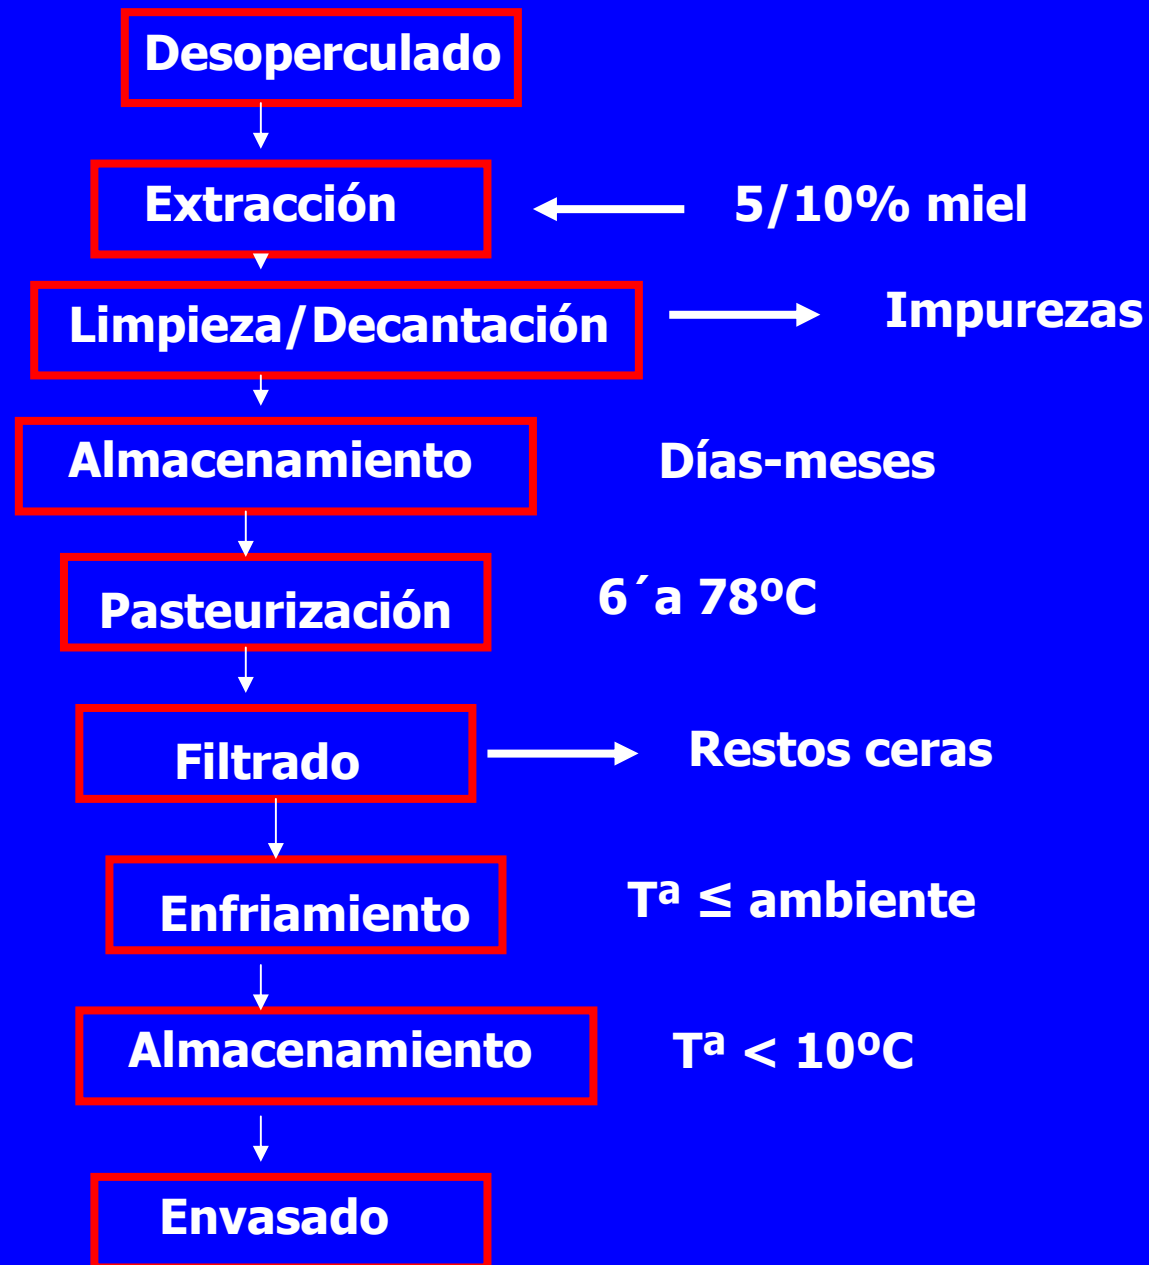 Desoperculado
Extracción
5/10% miel
Limpieza/Decantación
Impurezas
Almacenamiento
Días-meses
Pasteurización
6´a 78ºC
Filtrado
Restos ceras
Enfriamiento
Tª ≤ ambiente
Almacenamiento
Tª < 10ºC
Envasado